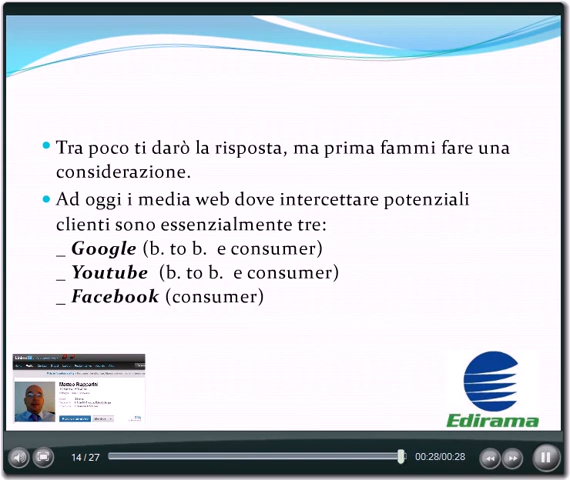 Tra poco ti darò la risposta, ma prima fammi fare una
considerazione.
Ad oggi i media web dove intercettare potenziali
clienti sono essenzialmente tre:
_ Google (b. to b. e consumer)
_ Youtube (b. to b. e consumer)
_ Facebook (consumer)
Edirama
14 / 27
00:28/00:28